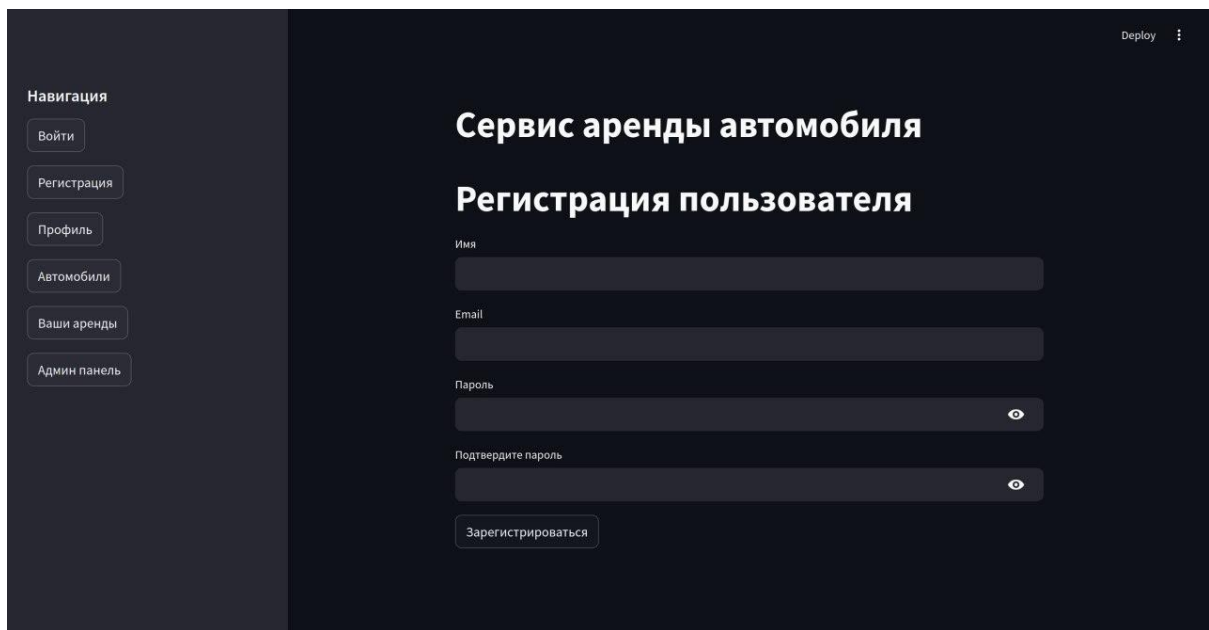 Deploy
Навигация
Войти
Регистрация
Профиль
Автомобили
Ваши аренды
Админ панель
Сервис аренды автомобиля
Регистрация пользователя
Имя
Email
Пароль
Подтвердите пароль
Зарегистрироваться